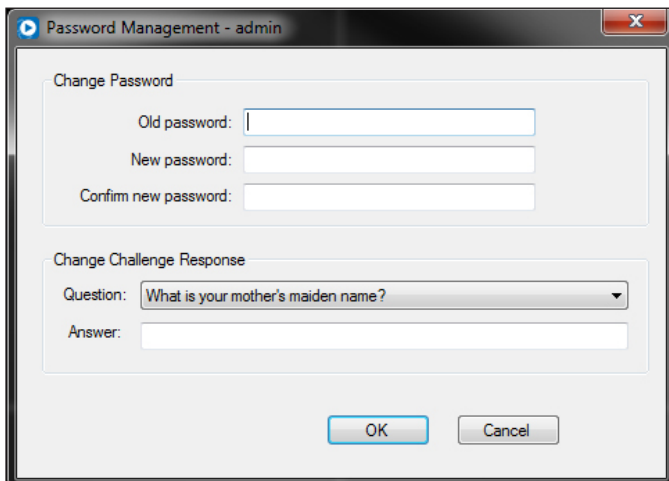 Password Management - admin
Change Password
Old password:
New password:
Confirm new password:
Change Challenge Response
Question: What is your mother's maiden name?
Answer:
OK Cancel